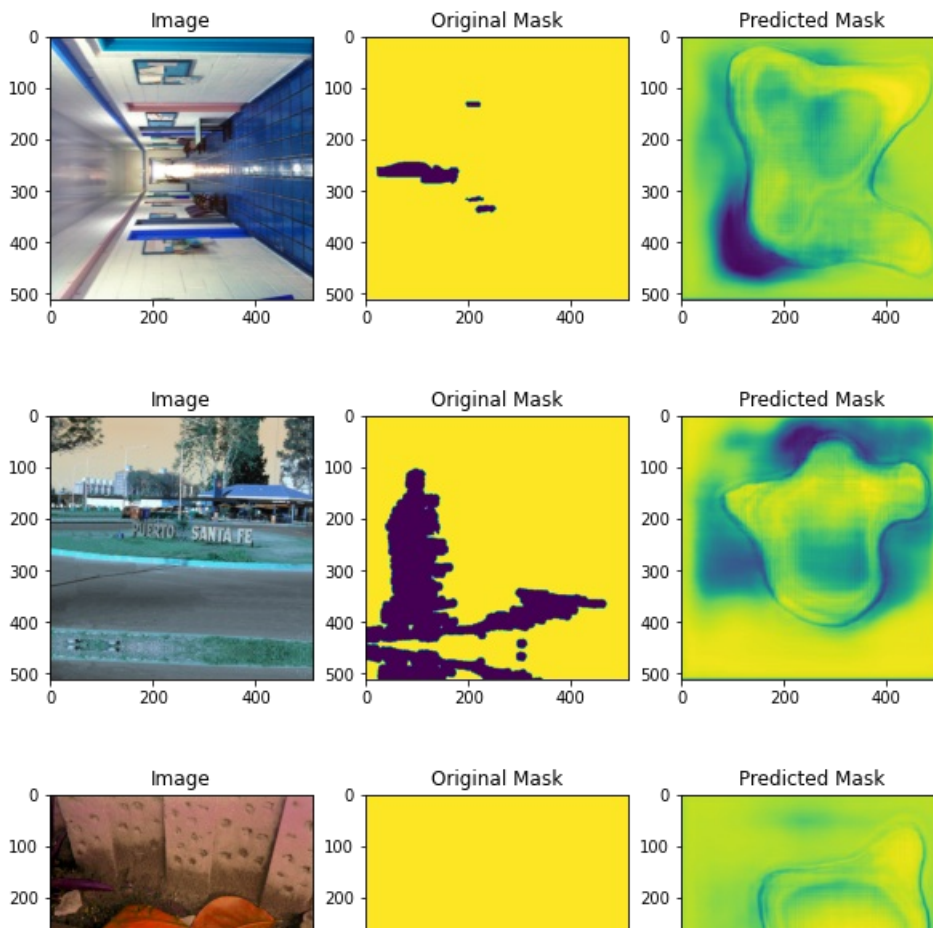 Image Original Mask Predicted Mask
0 0 0
100 100 100
200 200 200
300 300 300
400 400 400
500 500 500
0 200 400 0 200 400 0 200 400
Image Original Mask Predicted Mask
0 0 0
100 100 100
200 200 200
PUERTO SANTA FE
300 300 300
400 400 400
500 500 500
0 200 400 0 200 400 0 200 400
Image Original Mask Predicted Mask
0 0 0
100 100 100
200 200 200